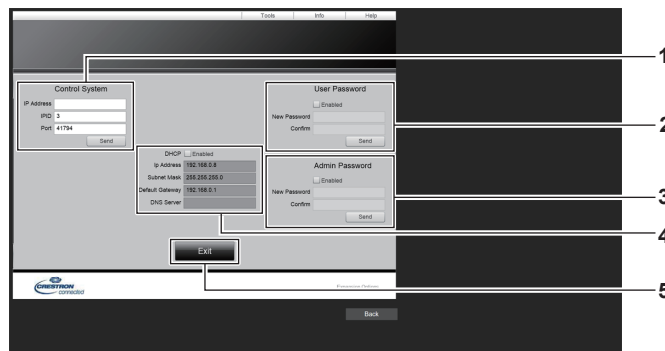 Tools Info Help
Control System
IP Address
IPID 3
Port 41794
Send
1
User Password
Enabled
New Password
Confirm
Send
2
DHCP Enabled
Ip Address 192.168.0.8
Subnet Mask 255.255.255.0
Default Gateway 192.168.0.1
DNS Server
Admin Password
Enabled
New Password
Confirm
Send
3
4
Exit
CRESTRON
connected
5
Back